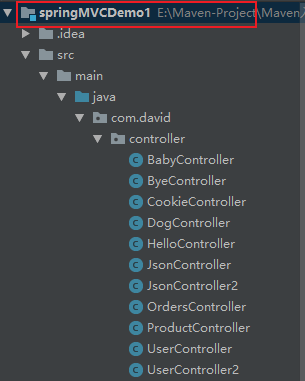 springMVCDemo1 E:\Maven-Project\Maven
.idea
src
main
java
com.david
controller
BabyController
ByeController
CookieController
DogController
HelloController
JsonController
JsonController2
OrdersController
ProductController
UserController
UserController2